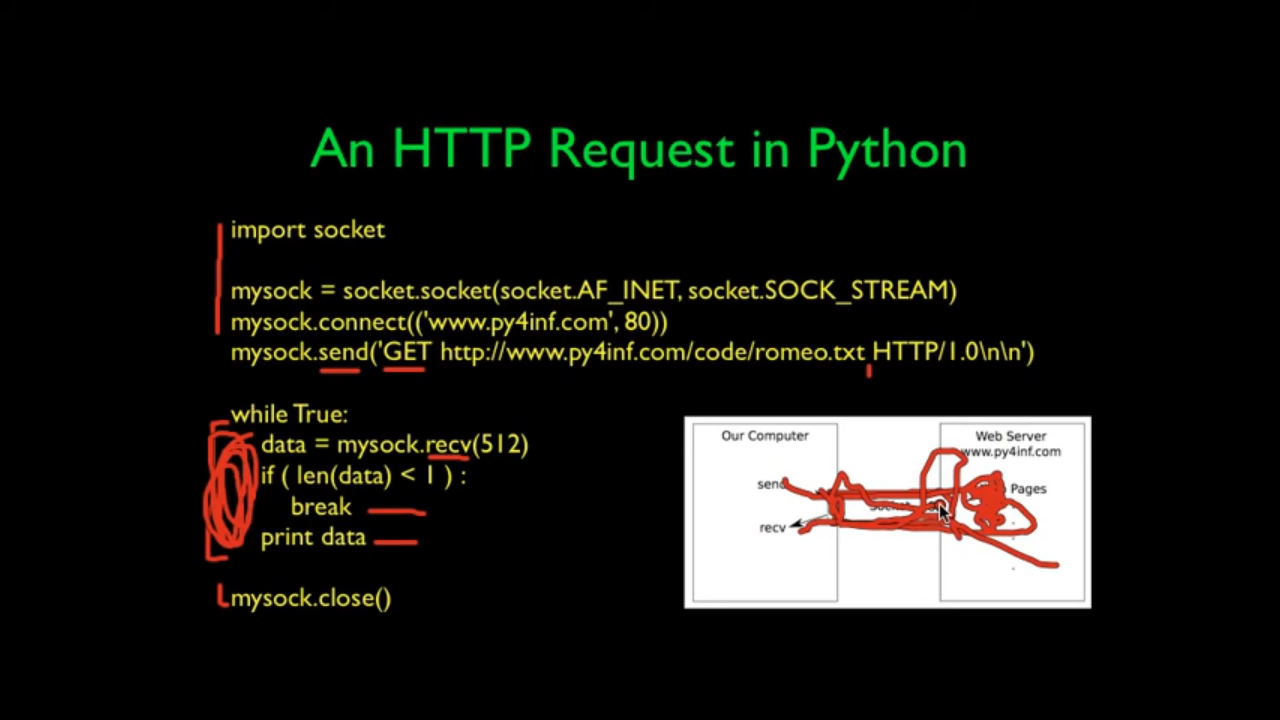 An HTTP Request in Python
import socket
mysock = socket.socket(socket.AF_INET, socket.SOCK_STREAM)
mysock.connect(('www.py4inf.com', 80))
mysock.send('GET http://www.py4inf.com/code/romeo.txt HTTP/1.0\n\n')
while True:
data = mysock.recv(512)
if ( len(data) < 1 ) :
break
print data
mysock.close()
Our Computer
send
recv
Web Server
www.py4inf.com
Pages